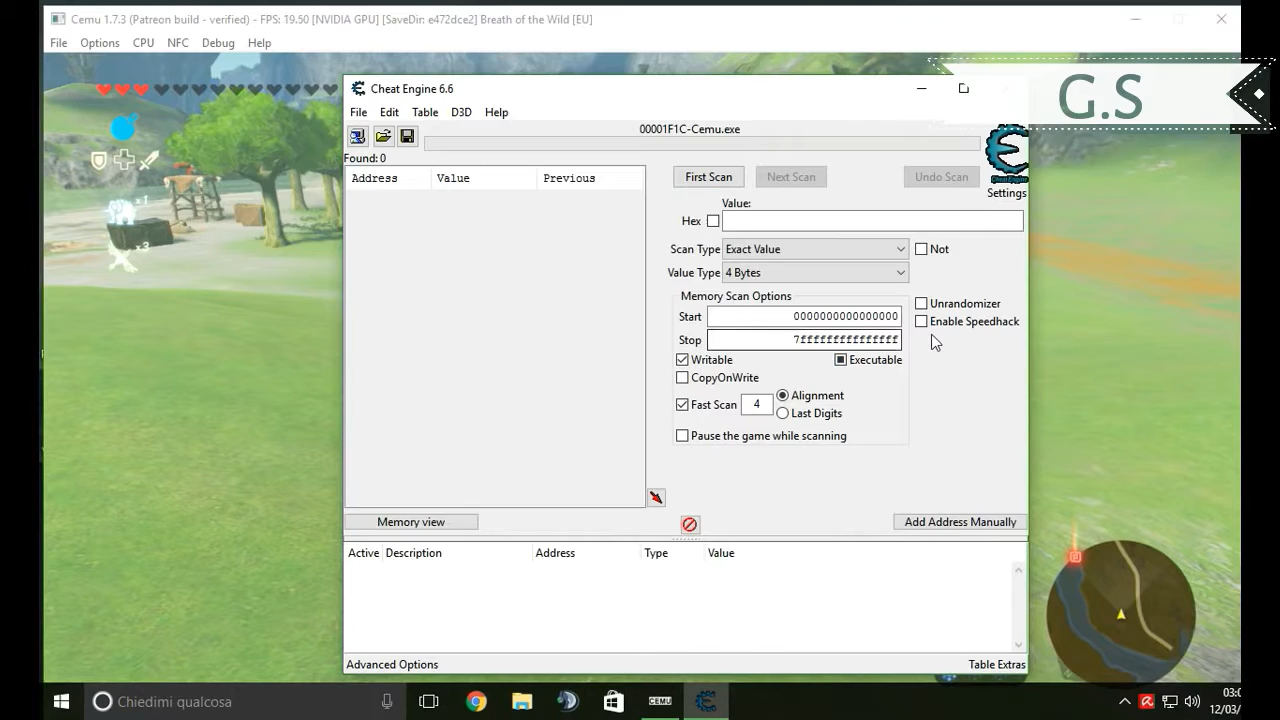 Cemu 1.7.3 (Patreon build - verified) - FPS: 19.50 [NVIDIA GPU] [SaveDir: e472dce2] Breath of the Wild [EU]
File Options CPU NFC Debug Help
G.S
Cheat Engine 6.6
File Edit Table D3D Help
00001F1C-Cemu.exe
Found: 0
Address Value Previous
First Scan Next Scan Undo Scan
Cheat Engine
Settings
Value:
Hex
Scan Type Exact Value Not
Value Type 4 Bytes
Memory Scan Options
Unrandomizer
Start 0000000000000000
Enable Speedhack
Stop 7fffffffffffffff
Writable Executable
CopyOnWrite
Fast Scan 4 Alignment
Last Digits
Pause the game while scanning
Memory view Add Address Manually
Active Description Address Type Value
Advanced Options Table Extras
x1
x3
Chiedimi qualcosa
CEMU
03:0
12/03/